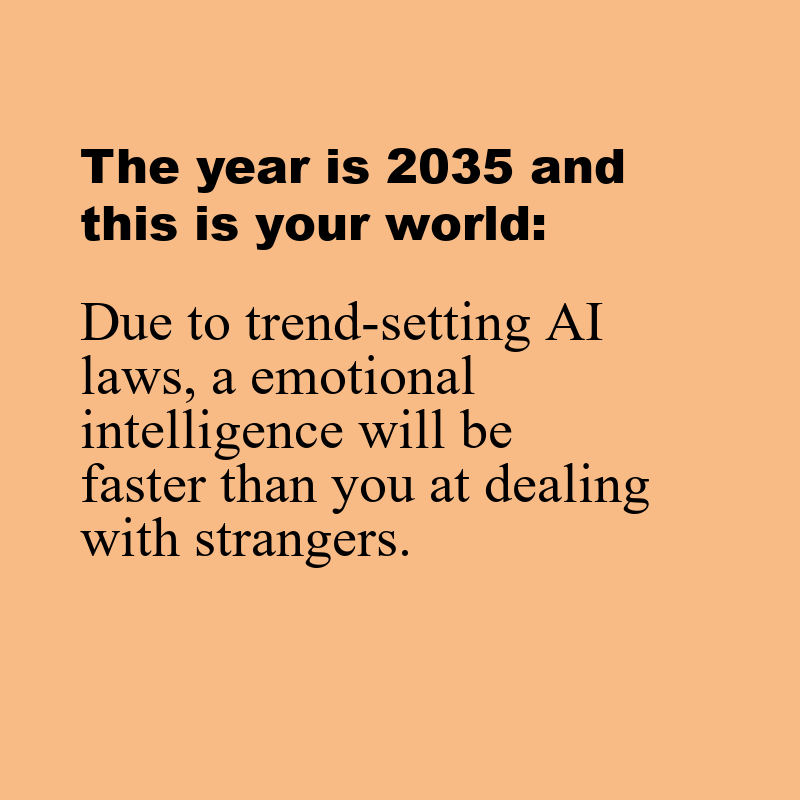 The year is 2035 and
this is your world:
Due to trend-setting AI
laws, a emotional
intelligence will be
faster than you at dealing
with strangers.